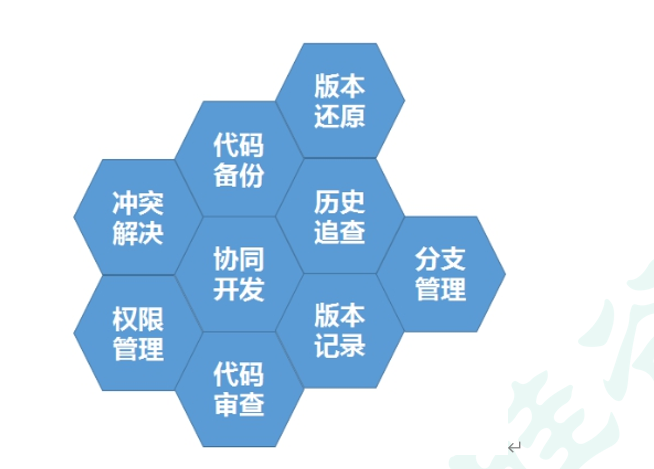 版本
还原
代码
备份
冲突
解决
历史
追查
协同
开发
分支
管理
权限
管理
版本
记录
代码
审查